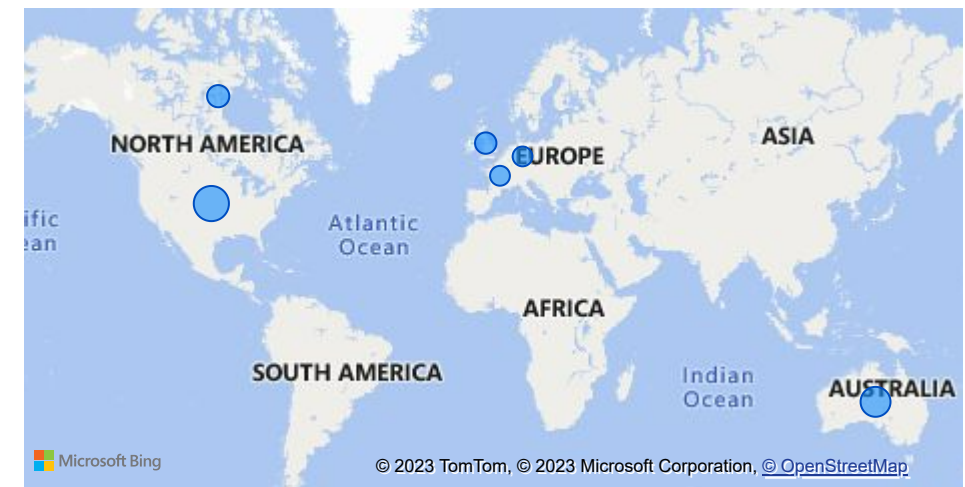 NORTH AMERICA
EUROPE
ASIA
ific
ean
Atlantic
Ocean
AFRICA
SOUTH AMERICA
Indian
Ocean
AUSTRALIA
Microsoft Bing
© 2023 TomTom, © 2023 Microsoft Corporation, © OpenStreetMap